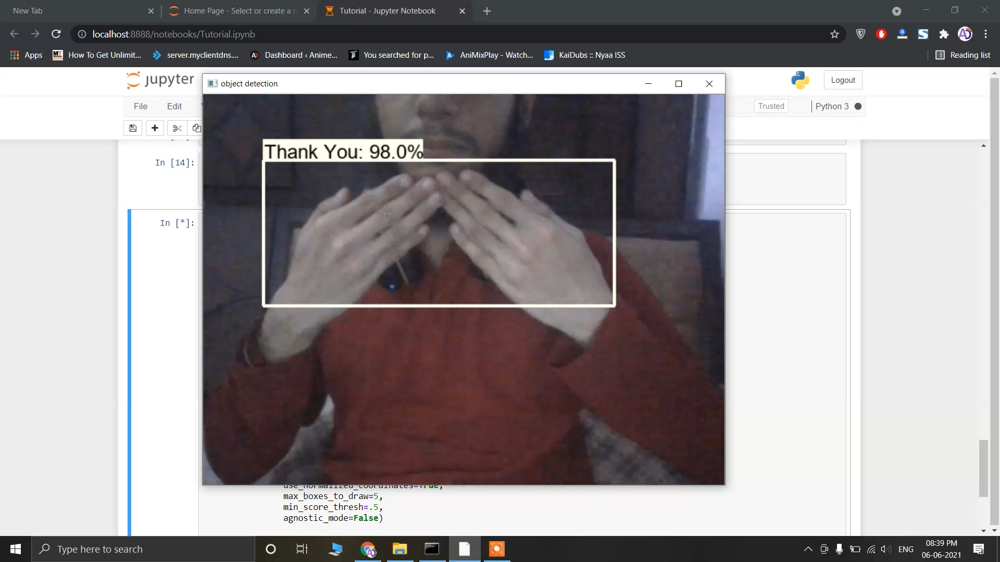 New Tab
Home Page - Select or create a n
Tutorial - Jupyter Notebook
localhost:8888/notebooks/Tutorial.ipynb
Apps
How To Get Unlimit...
server.myclientdns....
Dashboard ‹ Anime...
You searched for p...
AniMixPlay - Watch...
KaiDubs :: Nyaa ISS
Reading list
jupyter
object detection
Logout
File
Edit
Trusted
Python 3
Thank You: 98.0%
In [14]:
In [*]:
use_normalized_coordinates=True,
max_boxes_to_draw=5,
min_score_thresh=.5,
agnostic_mode=False)
Type here to search
ENG
08:39 PM
06-06-2021